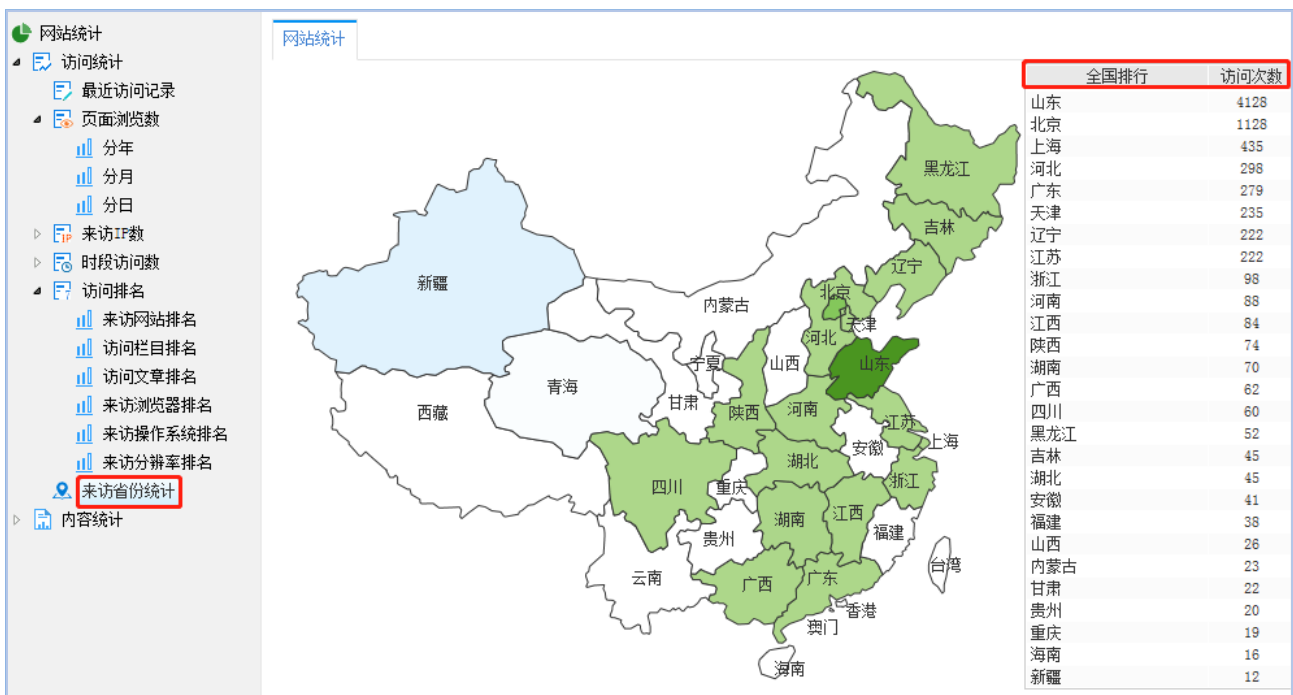 网站统计
访问统计
最近访问记录
页面浏览数
分年
分月
分日
来访IP数
时段访问数
访问排名
来访网站排名
访问栏目排名
访问文章排名
来访浏览器排名
来访操作系统排名
来访分辨率排名
来访省份统计
内容统计
网站统计
黑龙江
吉林
辽宁
新疆
北京
内蒙古
天津
河北
宁夏
山西
山东
青海
甘肃
西藏
陕西
河南
江苏
上海
安徽
湖北
四川
重庆
浙江
湖南
江西
福建
贵州
台湾
云南
广西
广东
香港
澳门
海南
全国排行 访问次数
山东 4128
北京 1128
上海 435
河北 298
广东 279
天津 235
辽宁 222
江苏 222
浙江 98
河南 88
江西 84
陕西 74
湖南 70
广西 62
四川 60
黑龙江 52
吉林 45
湖北 45
安徽 41
福建 38
山西 26
内蒙古 23
甘肃 22
贵州 20
重庆 19
海南 16
新疆 12